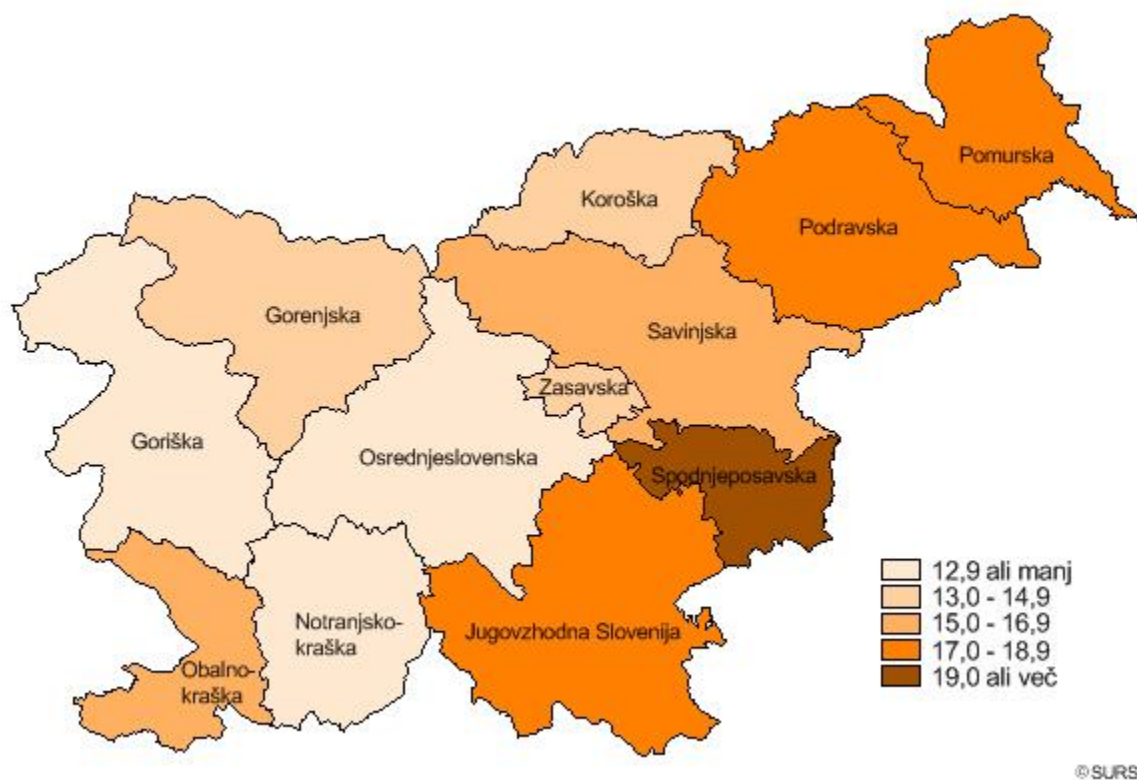 Pomurska
Koroška
Podravska
Gorenjska
Savinjska
Zasavska
Goriška
Osrednjeslovenska
Spodnjeposavska
12,9 ali manj
13,0 - 14,9
15,0 - 16,9
17,0 - 18,9
19,0 ali več
Notranjsko-
kraška
Jugovzhodna Slovenija
Obalno-
kraška
©SURS